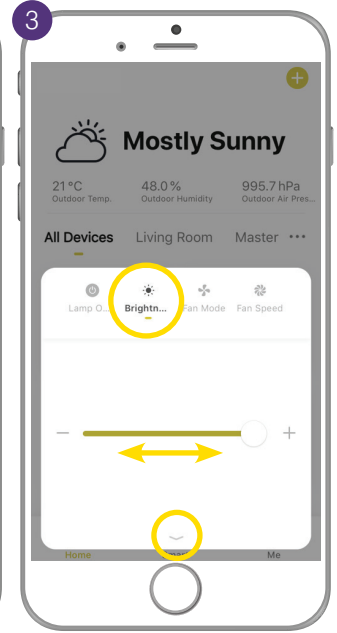 3
Mostly Sunny
21 °C 48.0 % 995.7 hPa
Outdoor Temp. Outdoor Humidity Outdoor Air Pres...
All Devices Living Room Master ···
Lamp O... Brightn... Fan Mode Fan Speed
Home Me